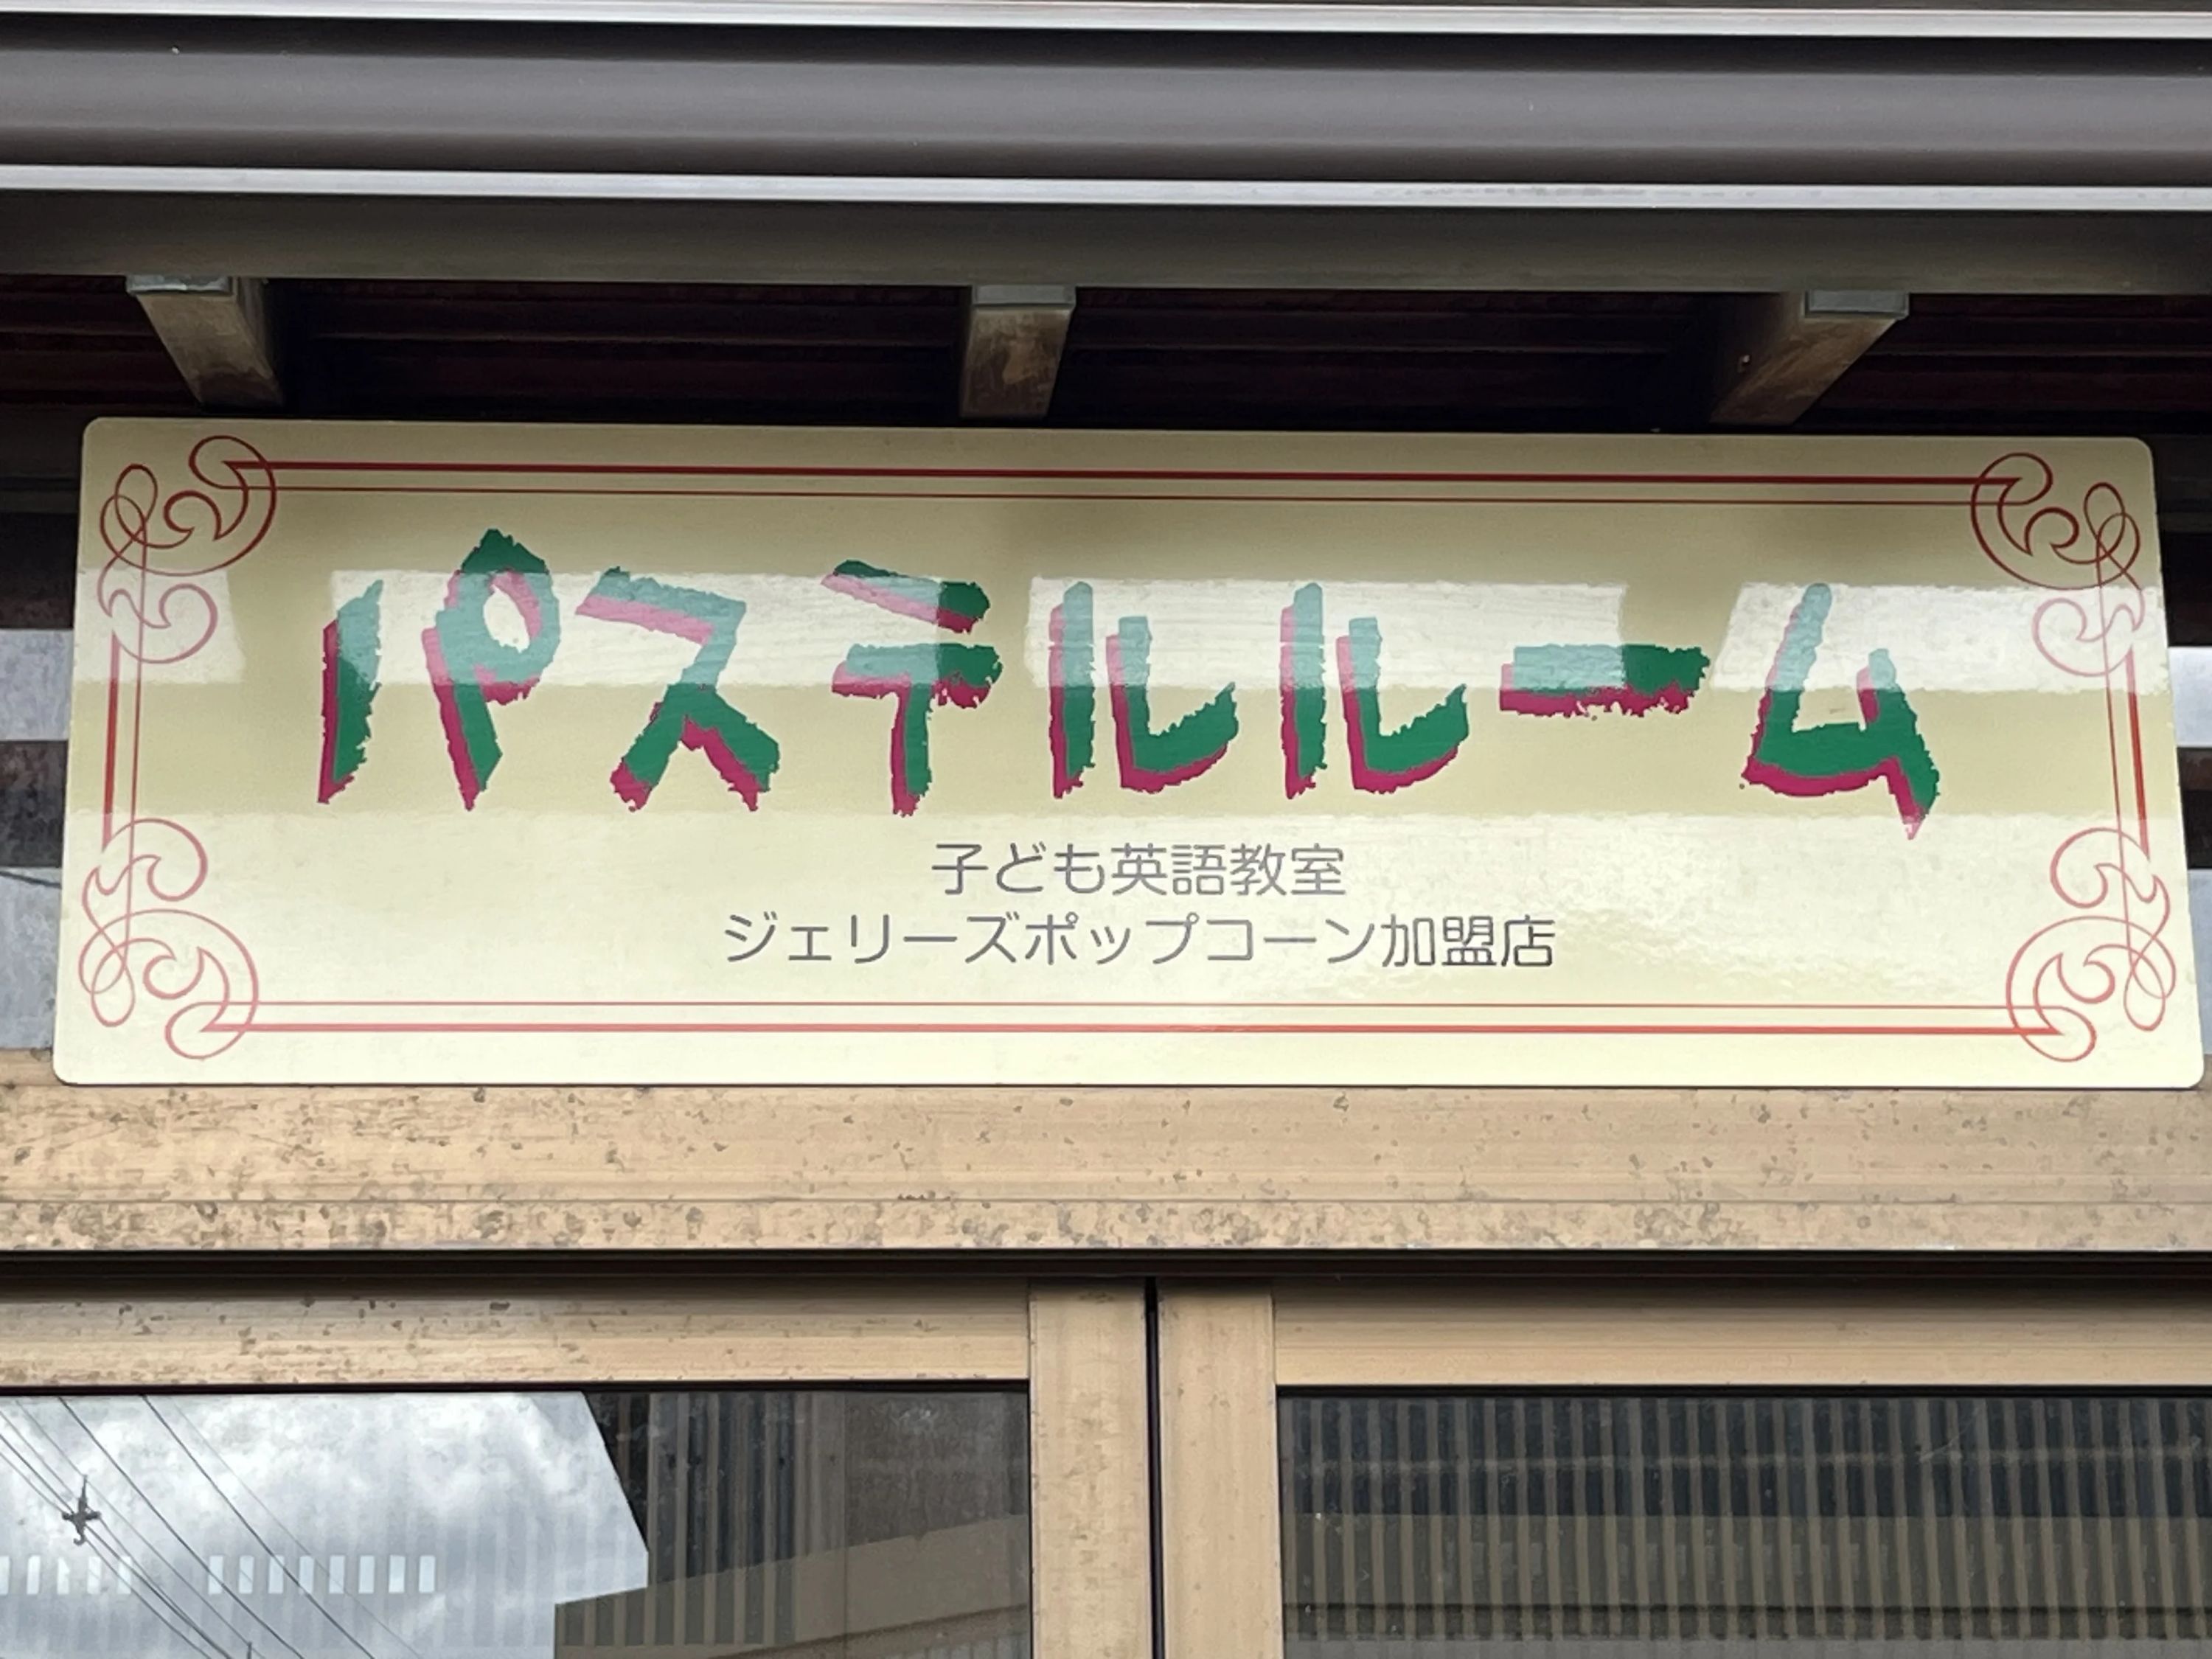 パステルルーム
子ども英語教室
ジェリーズポップコーン加盟店